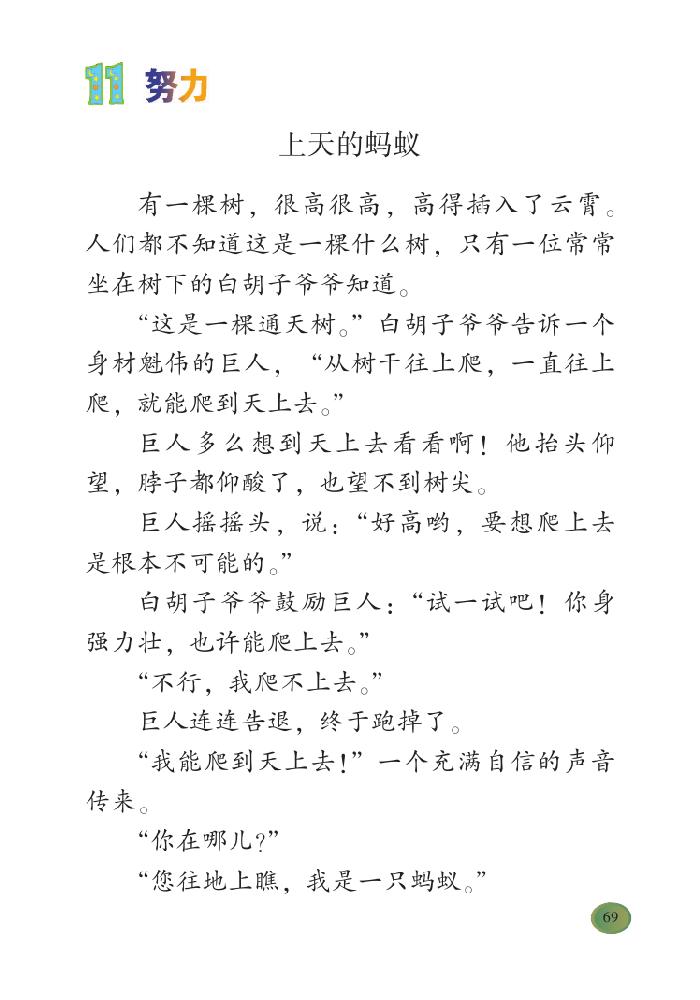 11 努力
上天的蚂蚁
有一棵树，很高很高，高得插入了云霄。
人们都不知道这是一棵什么树，只有一位常常
坐在树下的白胡子爷爷知道。
“这是一棵通天树。”白胡子爷爷告诉一个
身材魁伟的巨人，“从树干往上爬，一直往上
爬，就能爬到天上去。”
巨人多么想到天上去看看啊！他抬头仰
望，脖子都仰酸了，也望不到树尖。
巨人摇摇头，说：“好高哟，要想爬上去
是根本不可能的。”
白胡子爷爷鼓励巨人：“试一试吧！你身
强力壮，也许能爬上去。”
“不行，我爬不上去。”
巨人连连告退，终于跑掉了。
“我能爬到天上去！”一个充满自信的声音
传来。
“你在哪儿？”
“您往地上瞧，我是一只蚂蚁。”
69